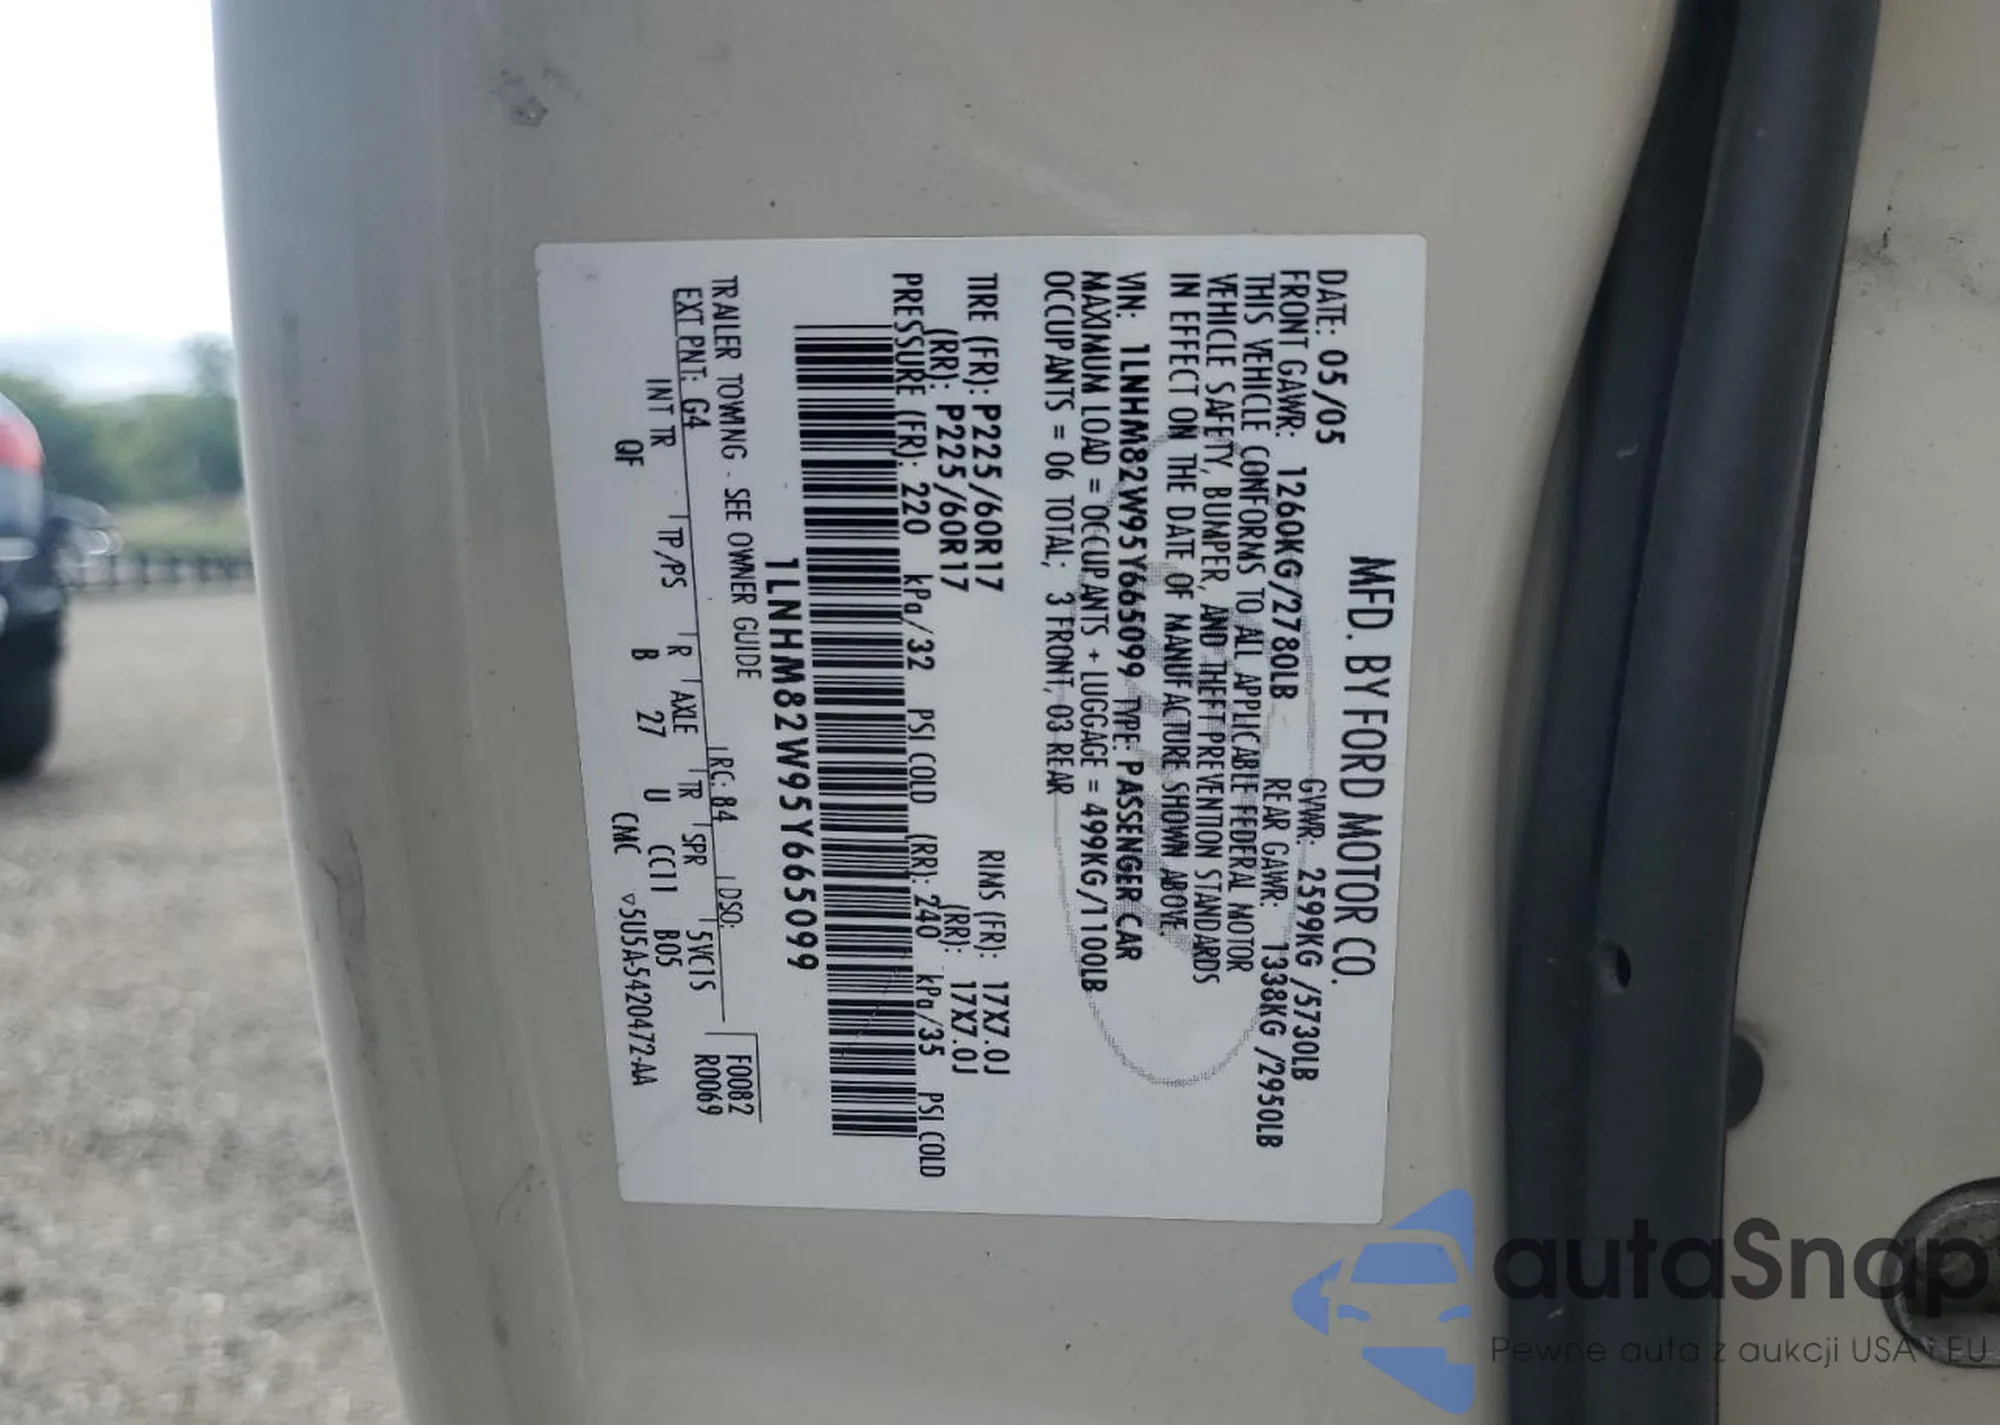 MFD. BY FORD MOTOR CO.
DATE: 05/05 GVWR: 2599KG /5730LB
FRONT GAWR: 1260KG/2780LB REAR GAWR: 1338KG /2950LB
THIS VEHICLE CONFORMS TO ALL APPLICABLE FEDERAL MOTOR
VEHICLE SAFETY, BUMPER, AND THEFT PREVENTION STANDARDS
IN EFFECT ON THE DATE OF MANUFACTURE SHOWN ABOVE.
VIN: 1LNHM82W95Y665099 TYPE: PASSENGER CAR
MAXIMUM LOAD = OCCUPANTS + LUGGAGE = 499KG/1100LB
OCCUPANTS = 06 TOTAL; 3 FRONT, 03 REAR
TIRE (FR): P225/60R17 RIMS (FR): 17X7.0J
(RR): P225/60R17 (RR): 17X7.0J
PRESSURE (FR): 220 kPa/32 PSI COLD (RR): 240 kPa/35 PSI COLD
1LNHM82W95Y665099
TRAILER TOWING - SEE OWNER GUIDE
F0082
R0069
EXT PNT: G4 RC: 84 DSO:
INT TR TP/PS R AXLE TR SPR 5VC1S
QF B 27 U CC11 B05
CMC ▽5U5A-5420472-AA
autoSnap
Pewne auta z aukcji USA i EU